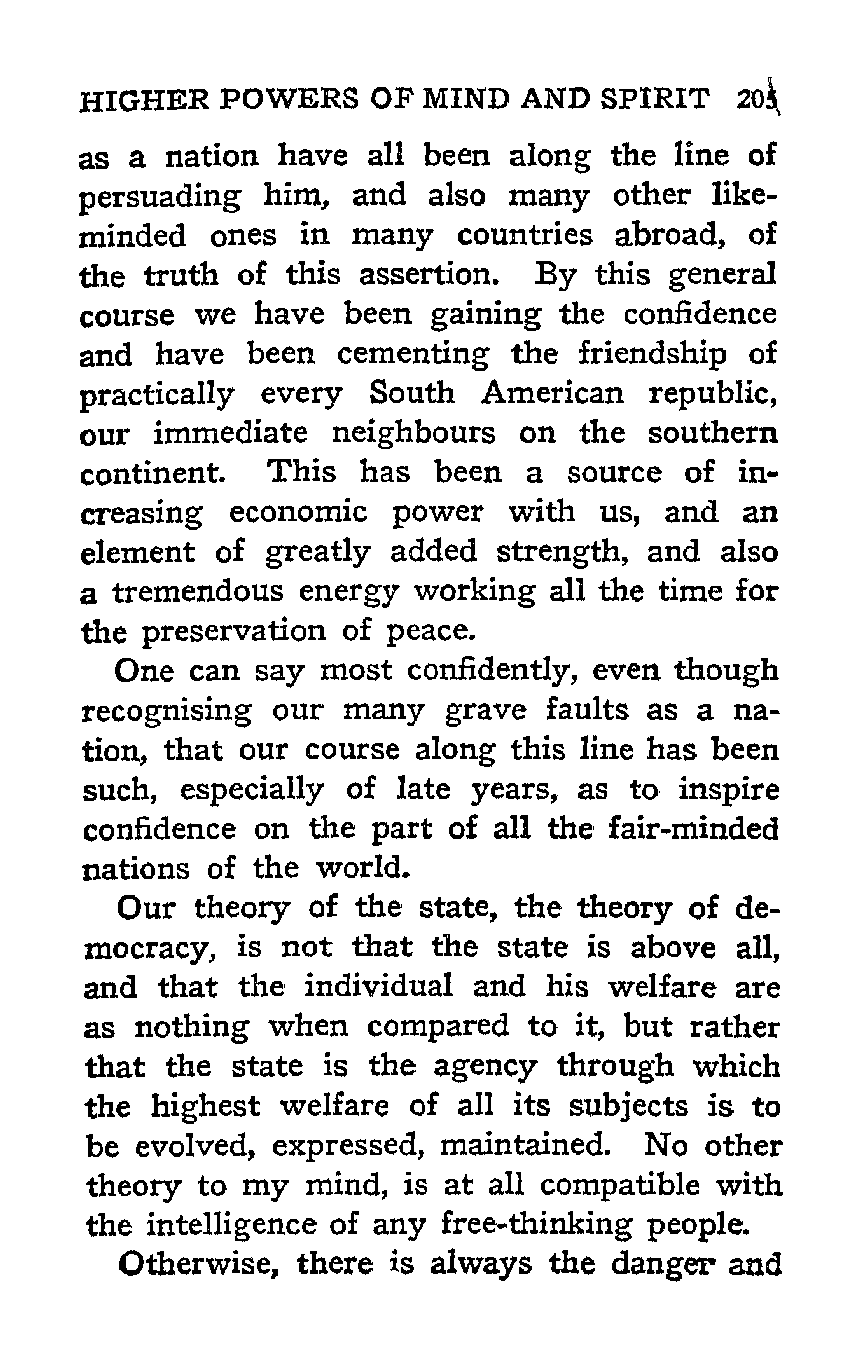 HIGHER POWERS OF MIND AND SPIRIT
as a nation have all been along the line of
persuading him, and also many other like-
minded ones in many countries abroad, of
the truth of this assertion. By this general
course we have been gaining the confidence
and have been cementing the friendship of
practically every South American republic,
our immediate neighbours on the southern
continent. This has been a source of in-
creasing economic power with us, and an
element of greatly added strength, and also
a tremendous energy working all the time for
the preservation of peace.
One can say most confidently, even though
recognising our many grave faults as a na-
tion, that our course along this line has been
such, especially of late years, as to inspire
confidence on the part of all the fair-minded
nations of the world.
Our theory of the state, the theory of de-
mocracy, is not that the state is above all,
and that the individual and his welfare are
as nothing when compared to it, but rather
that the state is the agency through which
the highest welfare of all its subjects is to
be evolved, expressed, maintained. No other
theory to my mind, is at all compatible with
the intelligence of any free-thinking people.
Otherwise, there is always the danger and